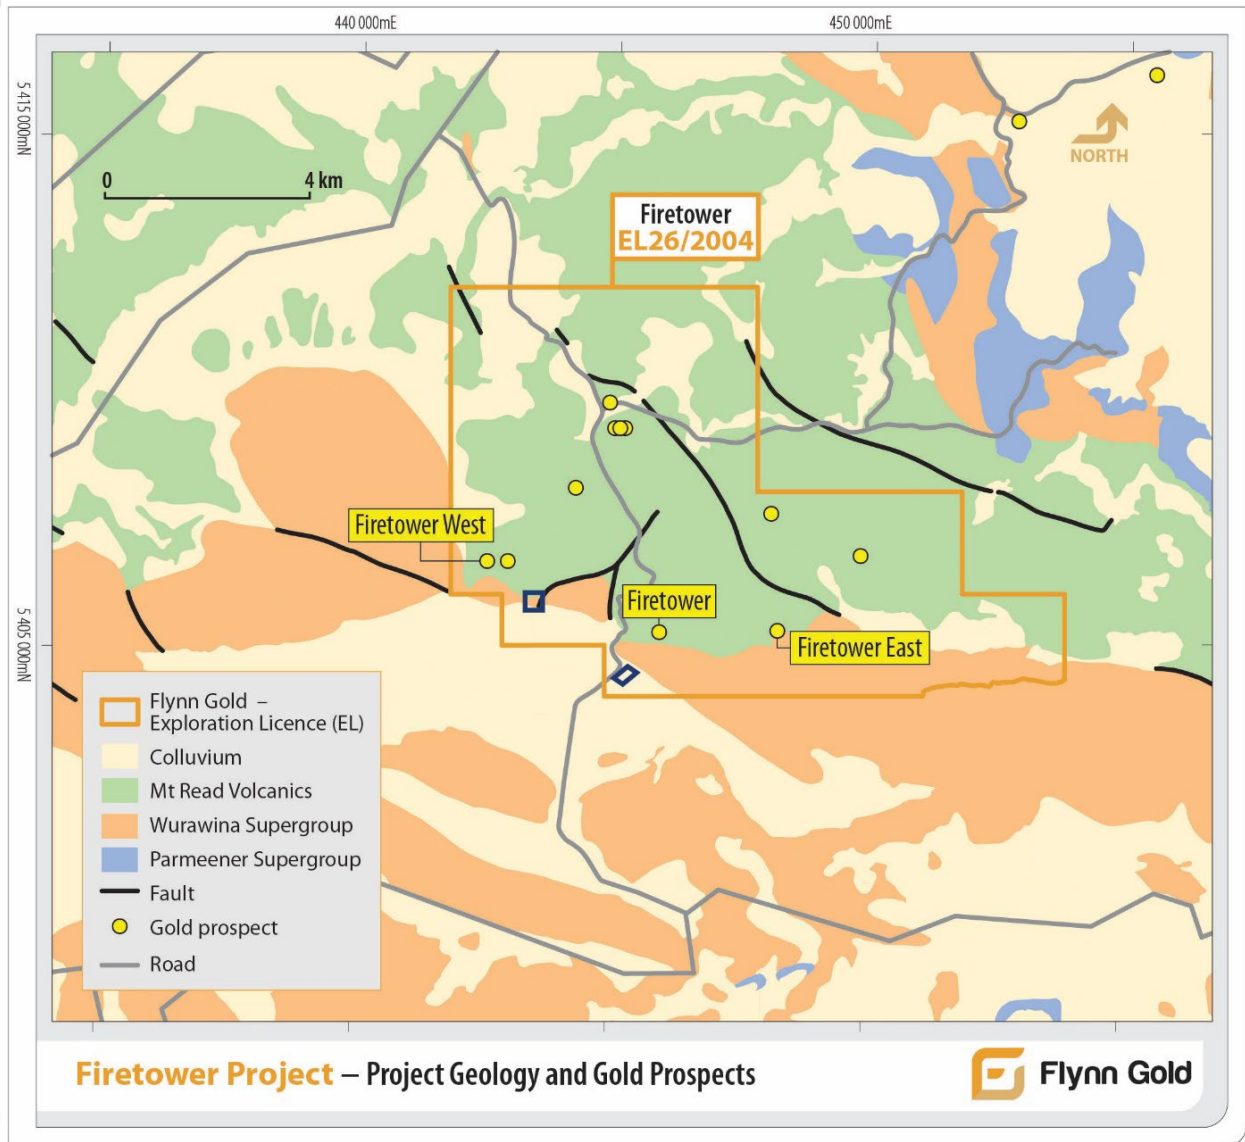 440 000mE
450 000mE
5 415 000mN
NORTH
0
4 km
Firetower
EL26/2004
Firetower West
Firetower
Firetower East
5 405 000mN
Flynn Gold –
Exploration Licence (EL)
Colluvium
Mt Read Volcanics
Wurawina Supergroup
Parmeener Supergroup
Fault
Gold prospect
Road
Firetower Project – Project Geology and Gold Prospects
Flynn Gold